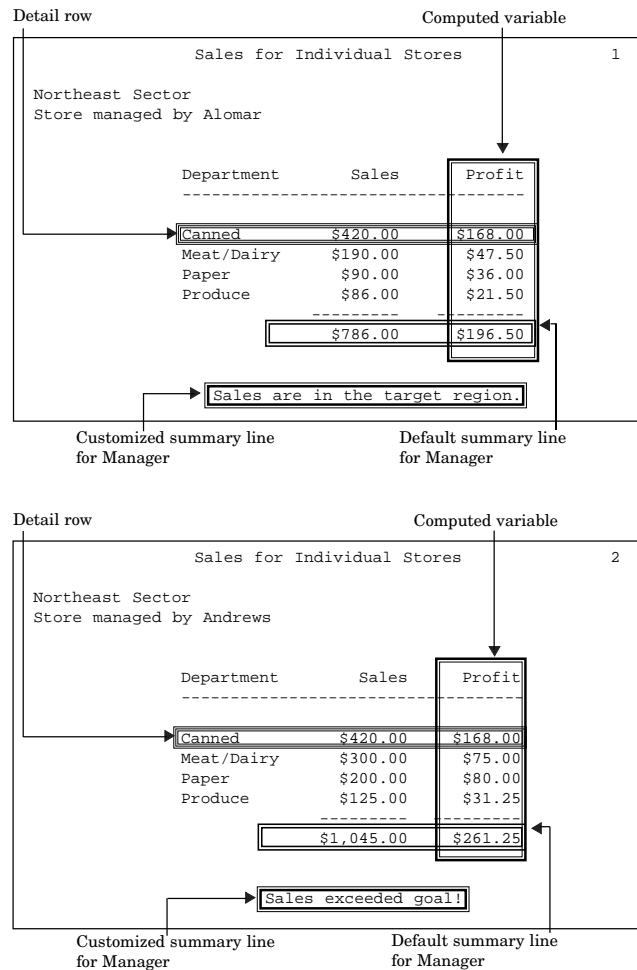 Detail row Computed variable
Sales for Individual Stores 1
Northeast Sector
Store managed by Alomar
Department Sales Profit
Canned $420.00 $168.00
Meat/Dairy $190.00 $47.50
Paper $90.00 $36.00
Produce $86.00 $21.50
$786.00 $196.50
Sales are in the target region.
Customized summary line
for Manager
Default summary line
for Manager
Detail row Computed variable
Sales for Individual Stores 2
Northeast Sector
Store managed by Andrews
Department Sales Profit
Canned $420.00 $168.00
Meat/Dairy $300.00 $75.00
Paper $200.00 $80.00
Produce $125.00 $31.25
$1,045.00 $261.25
Sales exceeded goal!
Customized summary line
for Manager
Default summary line
for Manager